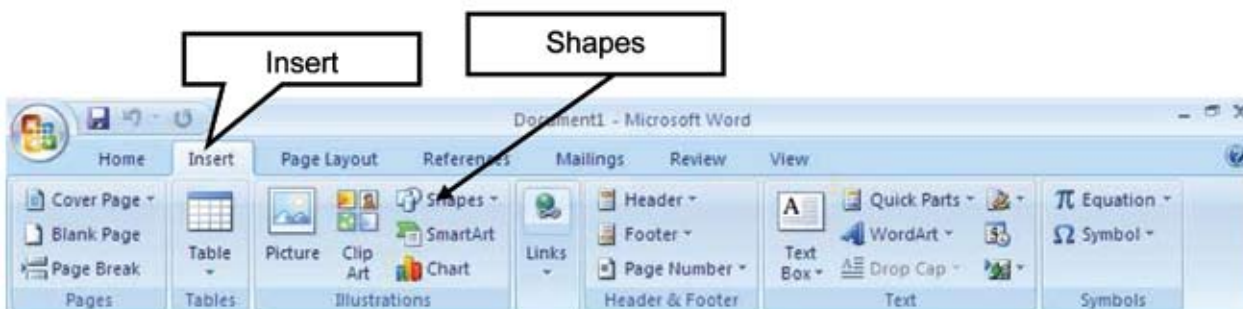 Shapes
Insert
Document1 - Microsoft Word
Home Insert Page Layout References Mailings Review View
Cover Page
Blank Page
Page Break
Pages
Table
Tables
Picture
Clip Art
Shapes
SmartArt
Chart
Illustrations
Links
Header
Footer
Page Number
Header & Footer
A
Text Box
Quick Parts
WordArt
Drop Cap
Text
π Equation
Ω Symbol
Symbols